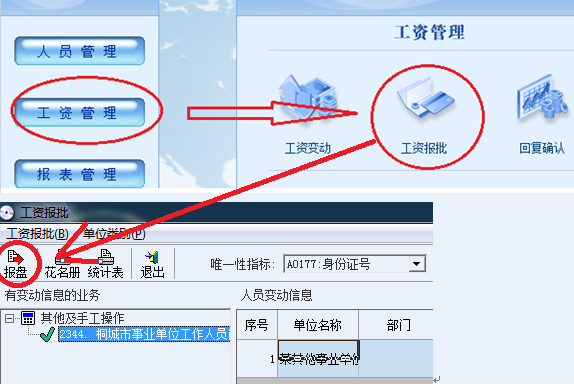 工资管理
人员管理
工资管理
报表管理
工资变动
工资报批
回复确认
工资报批
工资报批(B) 单位类别(P)
报盘 花名册 统计表 退出
唯一性指标: A0177:身份证号
有变动信息的业务
人员变动信息
其他及手工操作
2344. 桐城市事业单位工作人员
序号 单位名称 部门
1